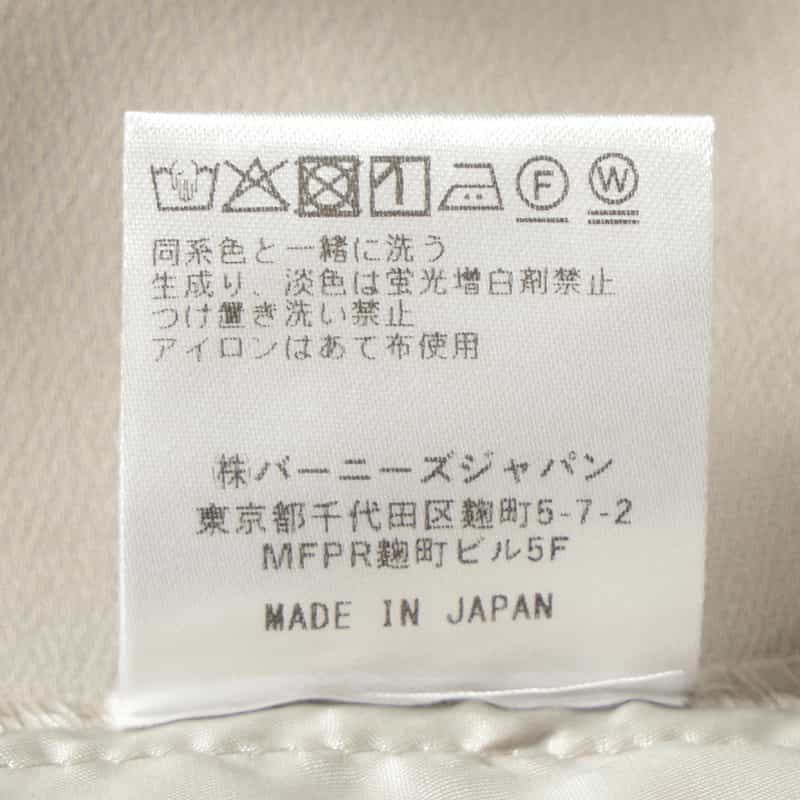 F W
同系色と一緒に洗う
生成り、淡色は蛍光増白剤禁止
つけ置き洗い禁止
アイロンはあて布使用
㈱バーニーズジャパン
東京都千代田区麹町5-7-2
MFPR麹町ビル5F
MADE IN JAPAN